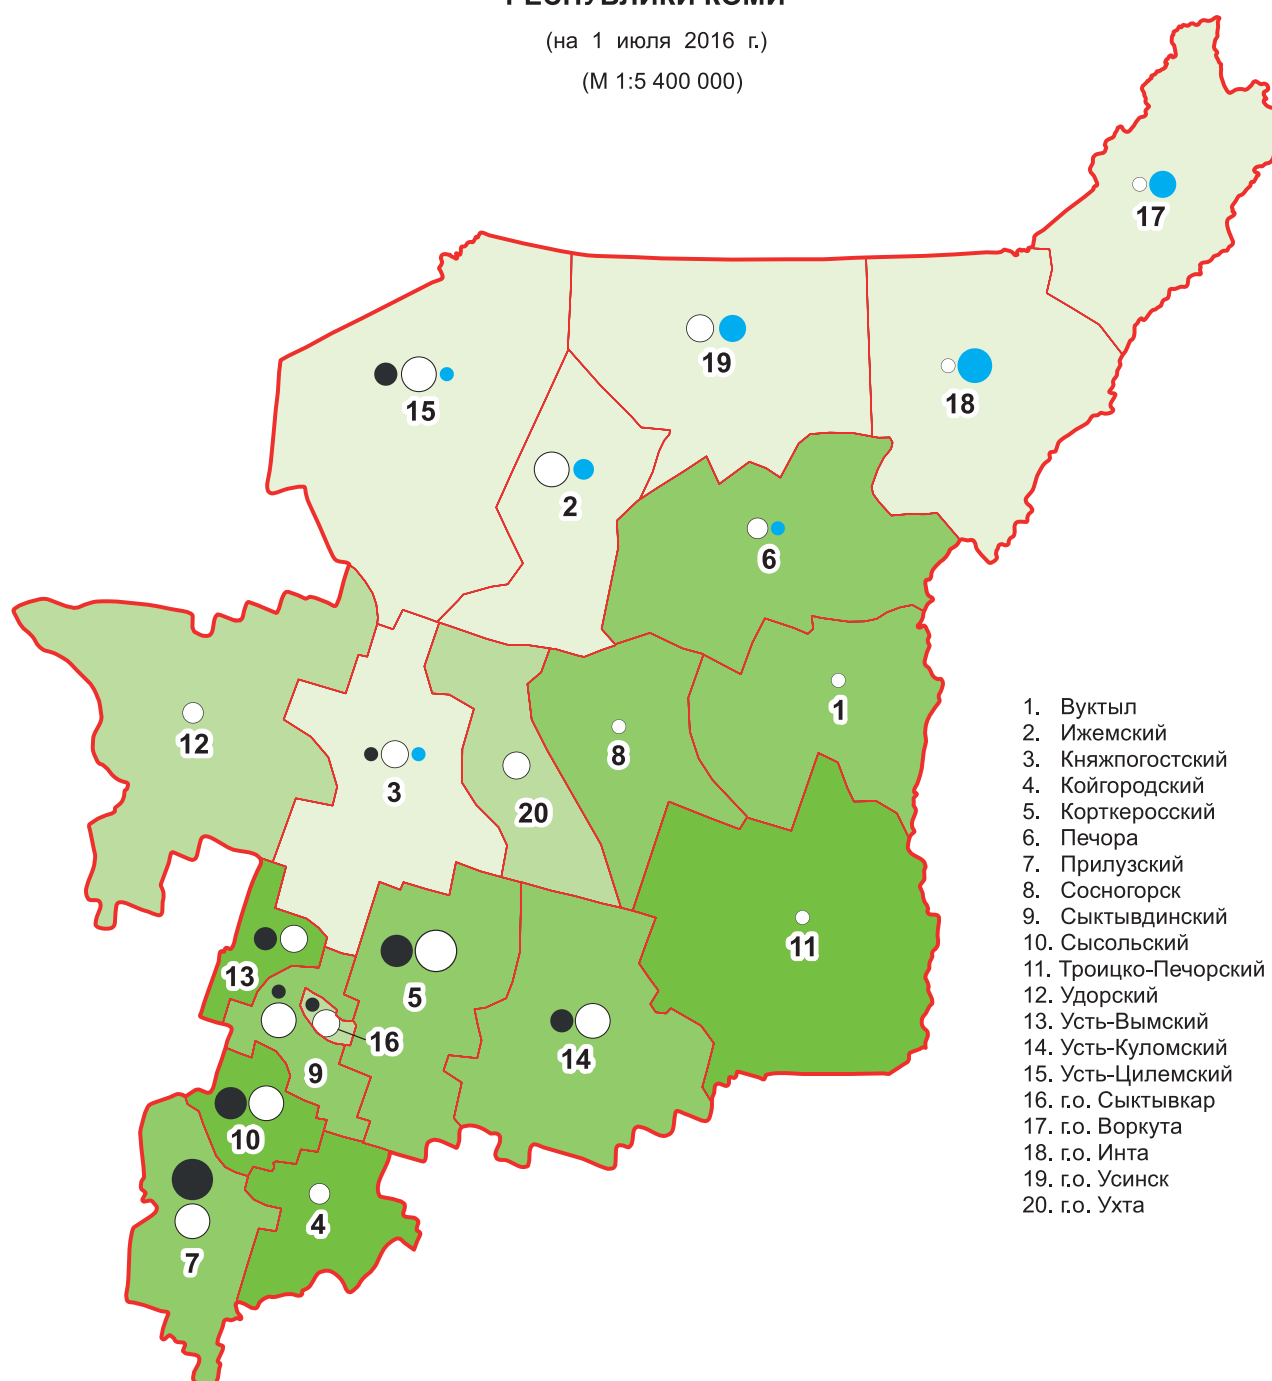 РЕСПУБЛИКИ КОМИ
(на 1 июля 2016 г.)
(М 1:5 400 000)
17
19
18
15
2
6
12
3
20
8
1
13
5
11
16
14
9
10
4
7
1. Вуктыл
2. Ижемский
3. Княжпогостский
4. Койгородский
5. Корткеросский
6. Печора
7. Прилузский
8. Сосногорск
9. Сыктывдинский
10. Сысольский
11. Троицко-Печорский
12. Удорский
13. Усть-Вымский
14. Усть-Куломский
15. Усть-Цилемский
16. г.о. Сыктывкар
17. г.о. Воркута
18. г.о. Инта
19. г.о. Усинск
20. г.о. Ухта